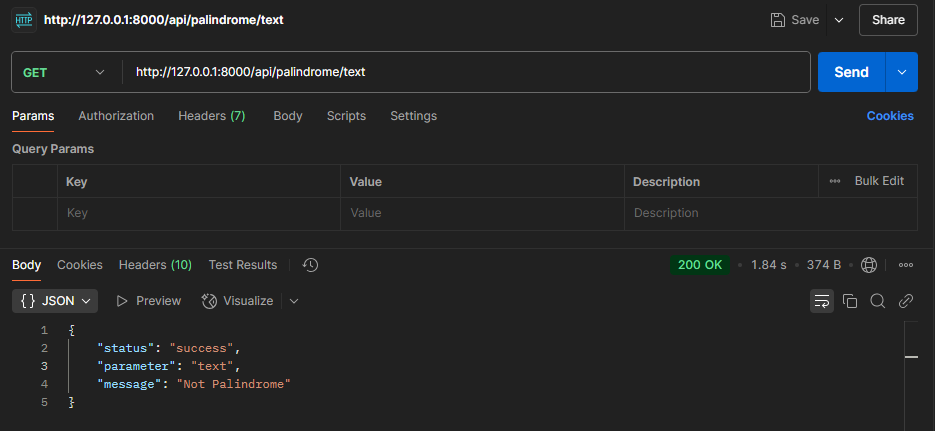 HTTP http://127.0.0.1:8000/api/palindrome/text Save Share
GET http://127.0.0.1:8000/api/palindrome/text Send
Params Authorization Headers (7) Body Scripts Settings Cookies
Query Params
Key Value Description Bulk Edit
Key Value Description
Body Cookies Headers (10) Test Results 200 OK • 1.84 s • 374 B •
{} JSON Preview Visualize
1 {
2 "status": "success",
3 "parameter": "text",
4 "message": "Not Palindrome"
5 }